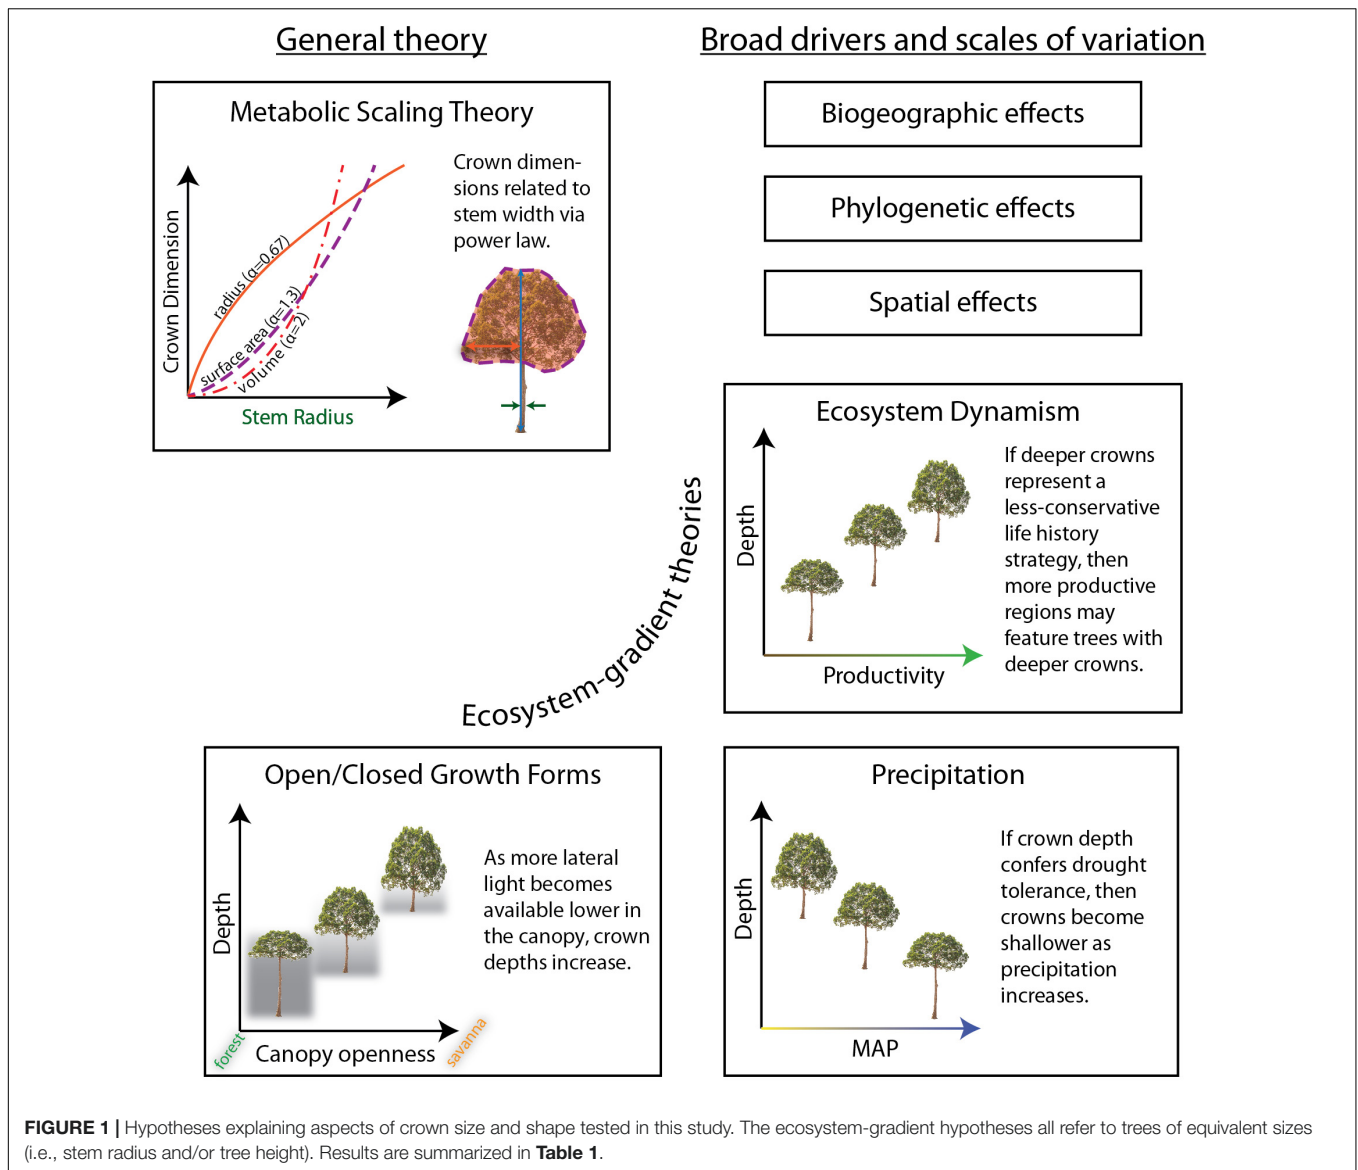 General theory
Broad drivers and scales of variation
Metabolic Scaling Theory
Crown Dimension
radius (α=0.67)
surface area (α=1.3)
volume (α=2)
Stem Radius
Crown dimen-
sions related to
stem width via
power law.
Biogeographic effects
Phylogenetic effects
Spatial effects
Ecosystem-gradient theories
Ecosystem Dynamism
Depth
Productivity
If deeper crowns
represent a
less-conservative
life history
strategy, then
more productive
regions may
feature trees with
deeper crowns.
Open/Closed Growth Forms
Depth
forest
Canopy openness
savanna
As more lateral
light becomes
available lower in
the canopy, crown
depths increase.
Precipitation
Depth
MAP
If crown depth
confers drought
tolerance, then
crowns become
shallower as
precipitation
increases.
FIGURE 1 | Hypotheses explaining aspects of crown size and shape tested in this study. The ecosystem-gradient hypotheses all refer to trees of equivalent sizes
(i.e., stem radius and/or tree height). Results are summarized in Table 1.